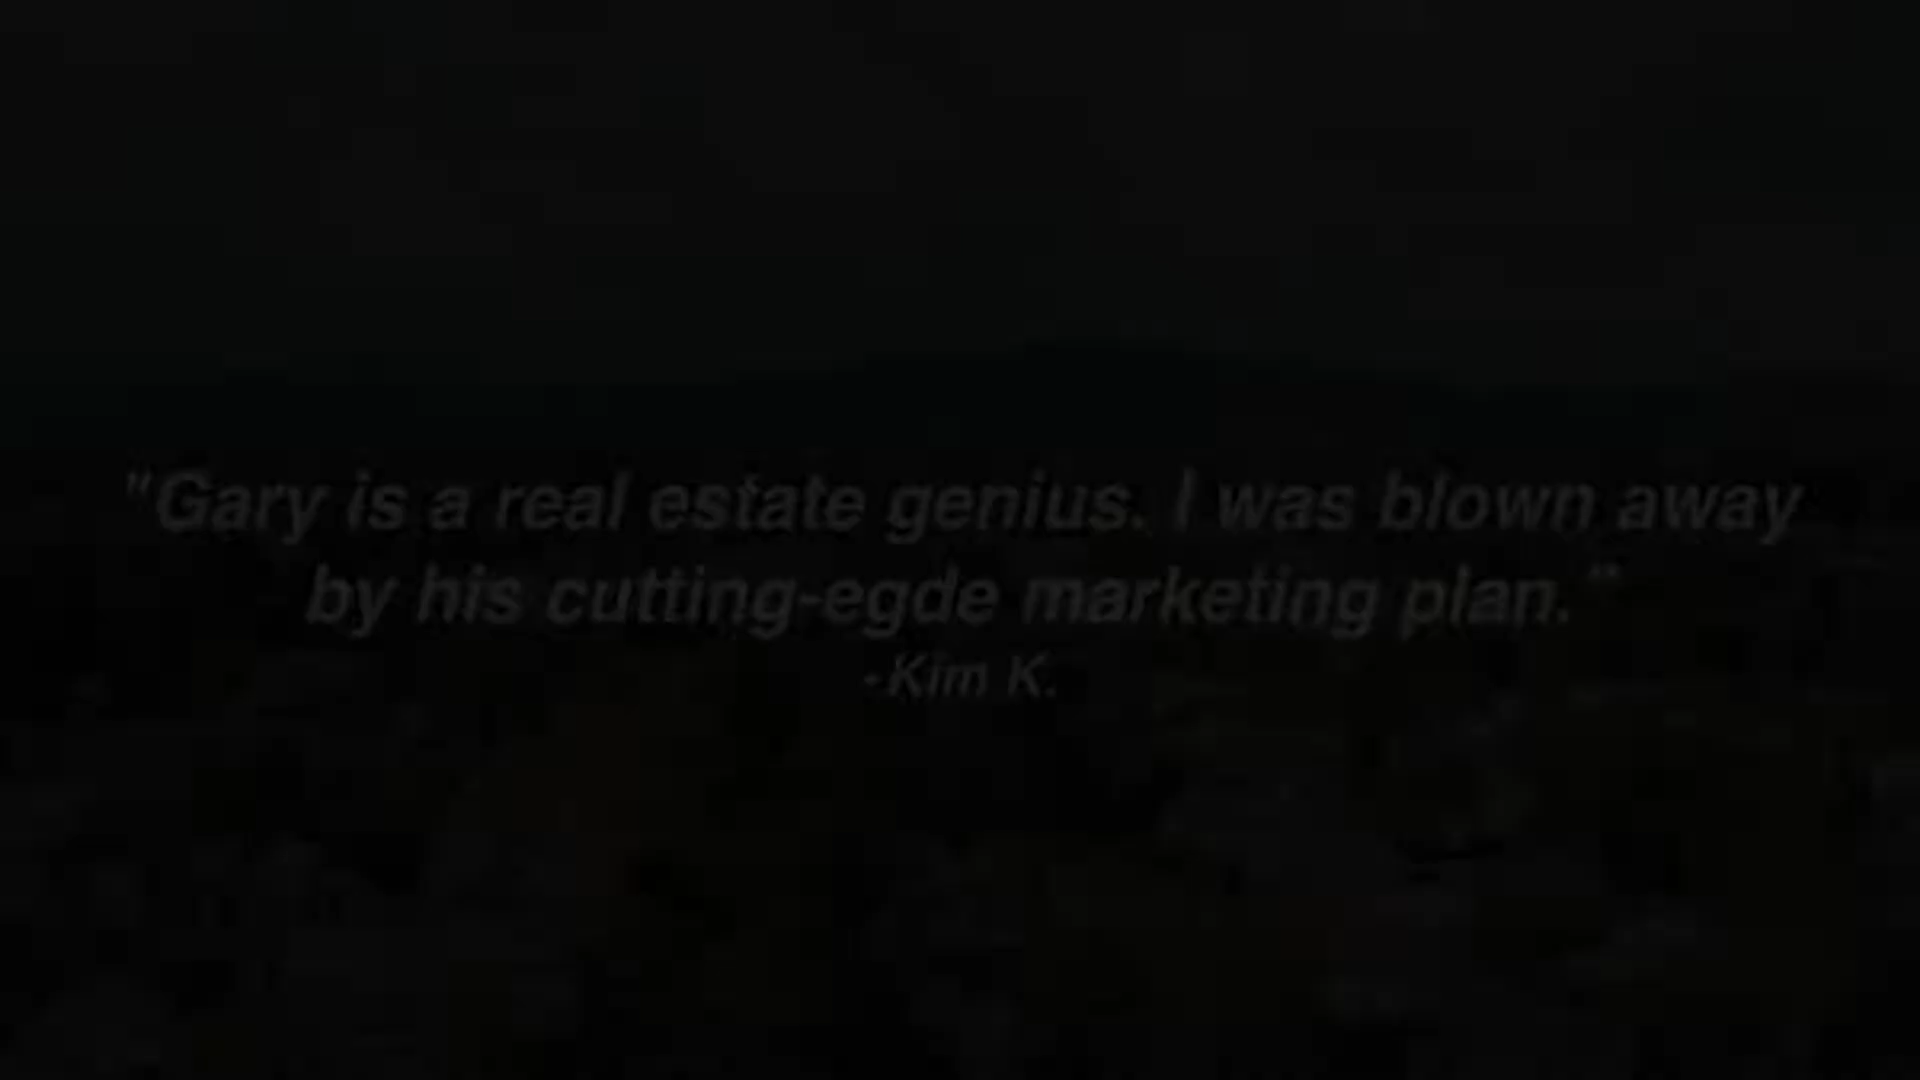 "Gary is a real estate genius. I was blown away
by his cutting-egde marketing plan."
-Kim K.